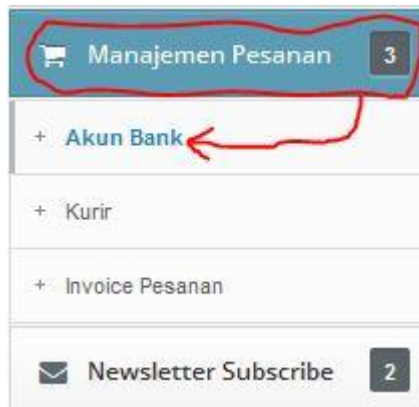 Manajemen Pesanan 3
+ Akun Bank
+ Kurir
+ Invoice Pesanan
Newsletter Subscribe 2